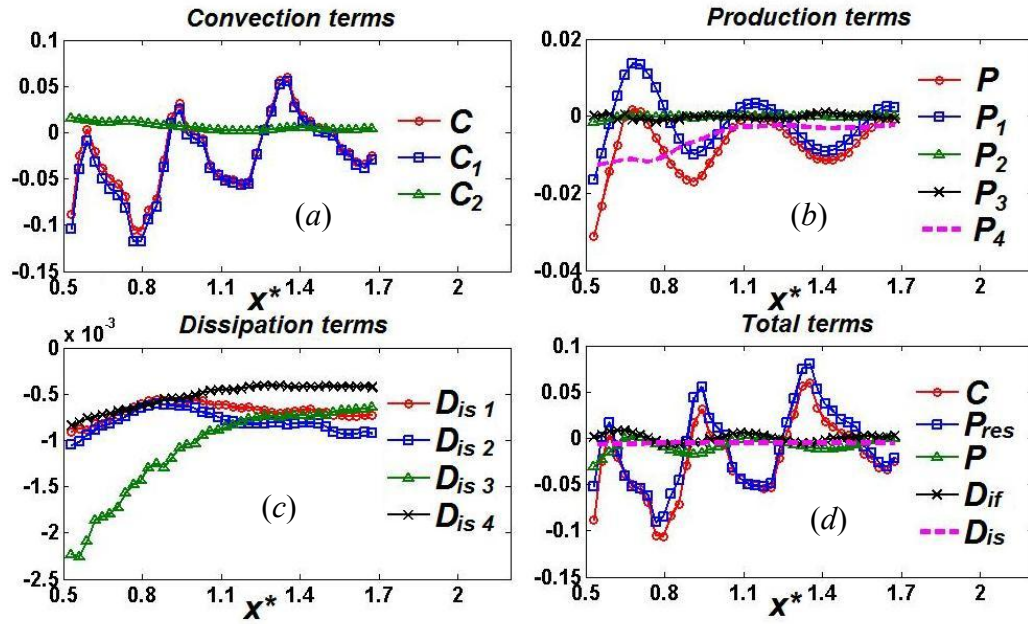 Convection terms
0.1
0.05
0
-0.05
-0.1
-0.15
0.5
0.8
1.1
1.4
1.7
2
x*
C
C1
C2
(a)
Production terms
0.02
0
-0.02
-0.04
0.5
0.8
1.1
1.4
1.7
2
x*
P
P1
P2
P3
P4
(b)
Dissipation terms
x 10-3
0
-0.5
-1
-1.5
-2
-2.5
0.5
0.8
1.1
1.4
1.7
2
x*
Dis 1
Dis 2
Dis 3
Dis 4
(c)
Total terms
0.1
0.05
0
-0.05
-0.1
-0.15
0.5
0.8
1.1
1.4
1.7
2
x*
C
Pres
P
Dif
Dis
(d)